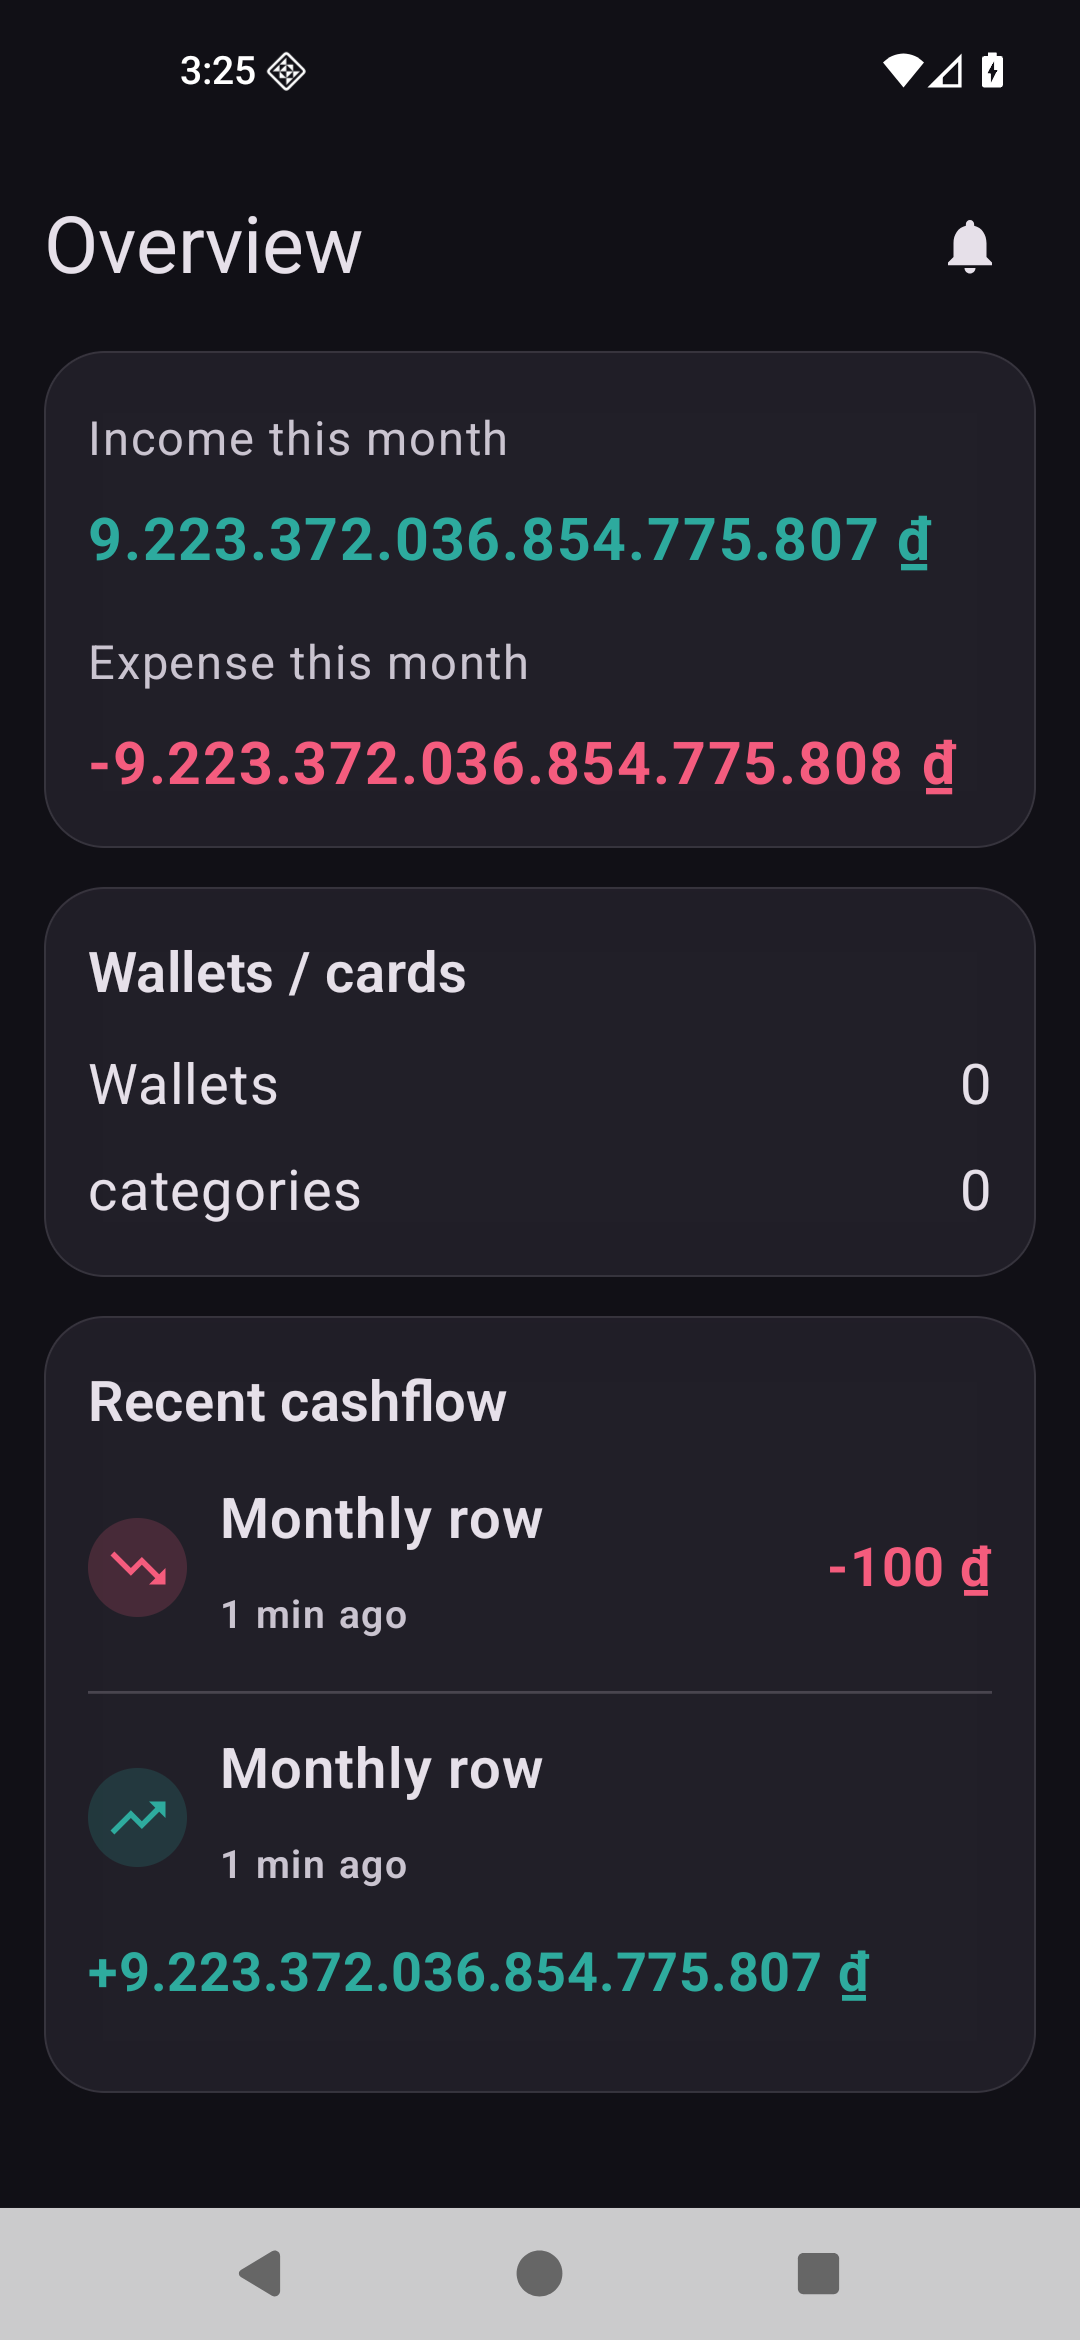 3:25
Overview
Income this month
9.223.372.036.854.775.807 ₫
Expense this month
-9.223.372.036.854.775.808 ₫
Wallets / cards
Wallets 0
categories 0
Recent cashflow
Monthly row
-100 ₫
1 min ago
Monthly row
1 min ago
+9.223.372.036.854.775.807 ₫